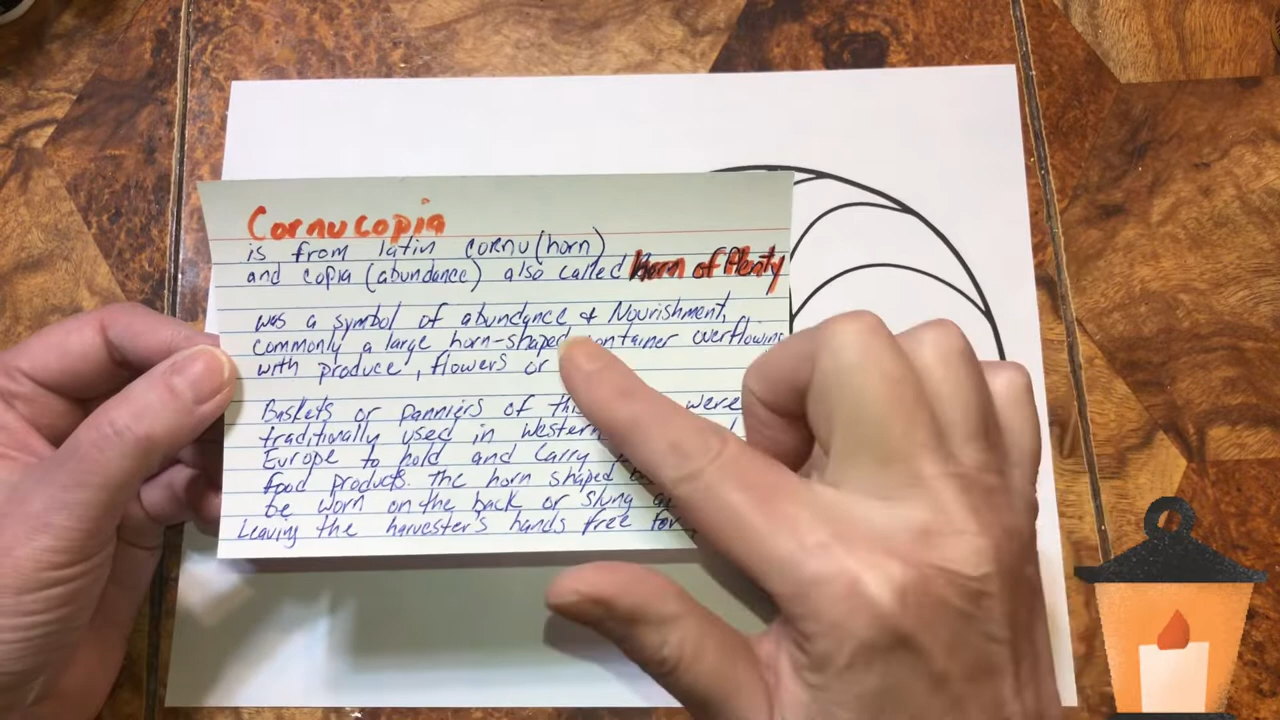 Cornucopia
is from latin cornu (horn)
and copia (abundance) also called Horn of Plenty
was a symbol of abundance & Nourishment,
commonly a large horn-shaped container overflowing
with produce, flowers or
Baskets or panniers of this were
traditionally used in western
Europe to hold and carry
food products. The horn shaped
be worn on the back or slung
Leaving the harvester's hands free for